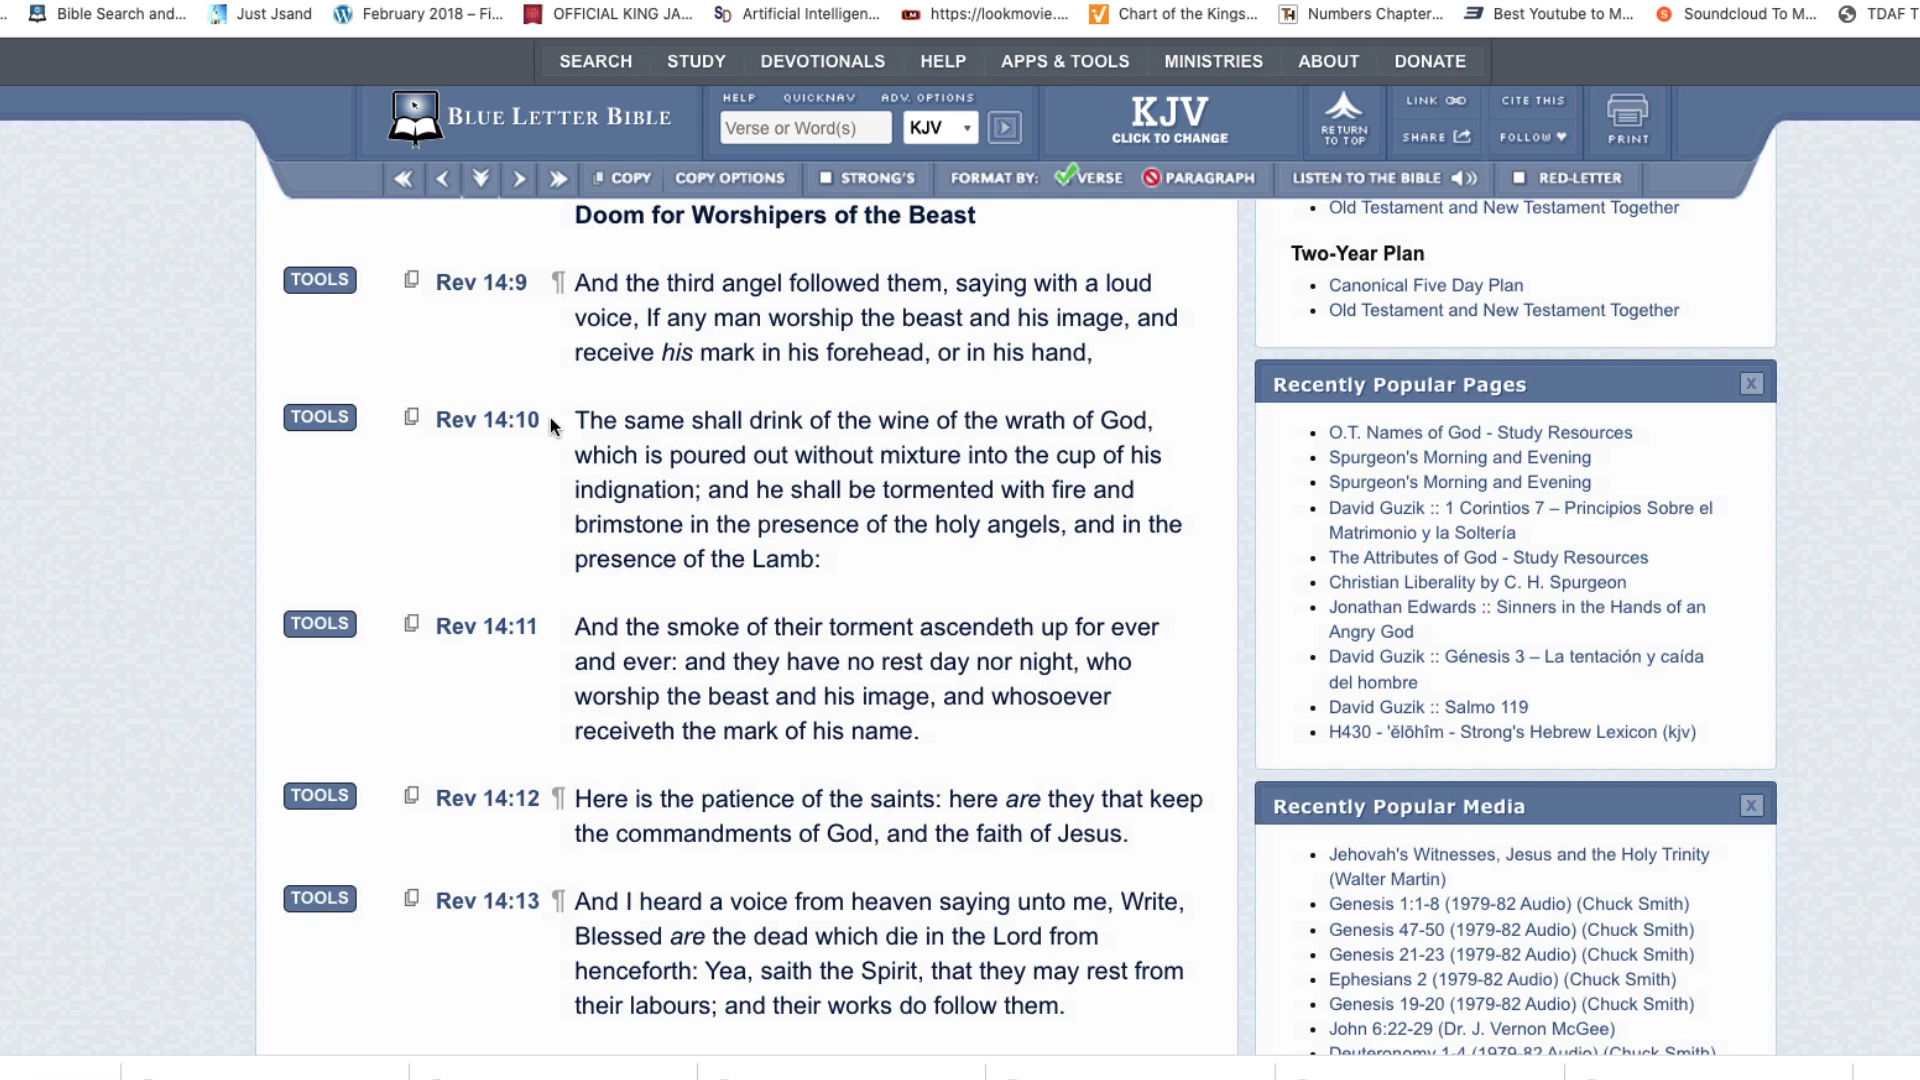 Bible Search and...
Just Jsand
February 2018 – Fi...
OFFICIAL KING JA...
Artificial Intelligen...
https://lookmovie....
Chart of the Kings...
Numbers Chapter...
Best Youtube to M...
Soundcloud To M...
TDAF T
SEARCH STUDY DEVOTIONALS HELP APPS & TOOLS MINISTRIES ABOUT DONATE
BLUE LETTER BIBLE
HELP QUICKNAV ADV. OPTIONS
Verse or Word(s)
KJV
KJV
CLICK TO CHANGE
RETURN
TO TOP
LINK
SHARE
CITE THIS
FOLLOW
PRINT
COPY COPY OPTIONS STRONG'S FORMAT BY: VERSE PARAGRAPH LISTEN TO THE BIBLE RED-LETTER
Doom for Worshipers of the Beast
TOOLS Rev 14:9 ¶ And the third angel followed them, saying with a loud
voice, If any man worship the beast and his image, and
receive his mark in his forehead, or in his hand,
TOOLS Rev 14:10 The same shall drink of the wine of the wrath of God,
which is poured out without mixture into the cup of his
indignation; and he shall be tormented with fire and
brimstone in the presence of the holy angels, and in the
presence of the Lamb:
TOOLS Rev 14:11 And the smoke of their torment ascendeth up for ever
and ever: and they have no rest day nor night, who
worship the beast and his image, and whosoever
receiveth the mark of his name.
TOOLS Rev 14:12 ¶ Here is the patience of the saints: here are they that keep
the commandments of God, and the faith of Jesus.
TOOLS Rev 14:13 ¶ And I heard a voice from heaven saying unto me, Write,
Blessed are the dead which die in the Lord from
henceforth: Yea, saith the Spirit, that they may rest from
their labours; and their works do follow them.
• Old Testament and New Testament Together
Two-Year Plan
• Canonical Five Day Plan
• Old Testament and New Testament Together
Recently Popular Pages X
• O.T. Names of God - Study Resources
• Spurgeon's Morning and Evening
• Spurgeon's Morning and Evening
• David Guzik :: 1 Corintios 7 – Principios Sobre el
Matrimonio y la Soltería
• The Attributes of God - Study Resources
• Christian Liberality by C. H. Spurgeon
• Jonathan Edwards :: Sinners in the Hands of an
Angry God
• David Guzik :: Génesis 3 – La tentación y caída
del hombre
• David Guzik :: Salmo 119
• H430 - 'ĕlōhîm - Strong's Hebrew Lexicon (kjv)
Recently Popular Media X
• Jehovah's Witnesses, Jesus and the Holy Trinity
(Walter Martin)
• Genesis 1:1-8 (1979-82 Audio) (Chuck Smith)
• Genesis 47-50 (1979-82 Audio) (Chuck Smith)
• Genesis 21-23 (1979-82 Audio) (Chuck Smith)
• Ephesians 2 (1979-82 Audio) (Chuck Smith)
• Genesis 19-20 (1979-82 Audio) (Chuck Smith)
• John 6:22-29 (Dr. J. Vernon McGee)
• Deuteronomy 1-4 (1979-82 Audio) (Chuck Smith)